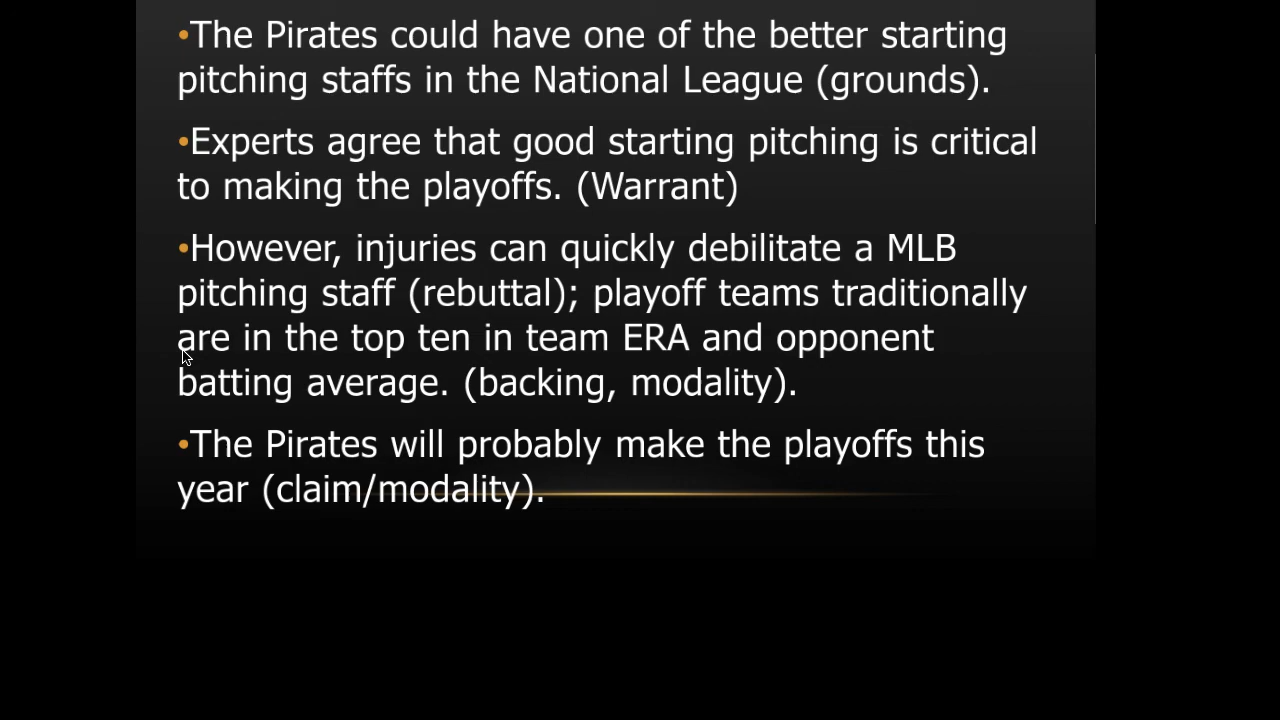 •The Pirates could have one of the better starting
pitching staffs in the National League (grounds).
•Experts agree that good starting pitching is critical
to making the playoffs. (Warrant)
•However, injuries can quickly debilitate a MLB
pitching staff (rebuttal); playoff teams traditionally
are in the top ten in team ERA and opponent
batting average. (backing, modality).
•The Pirates will probably make the playoffs this
year (claim/modality).